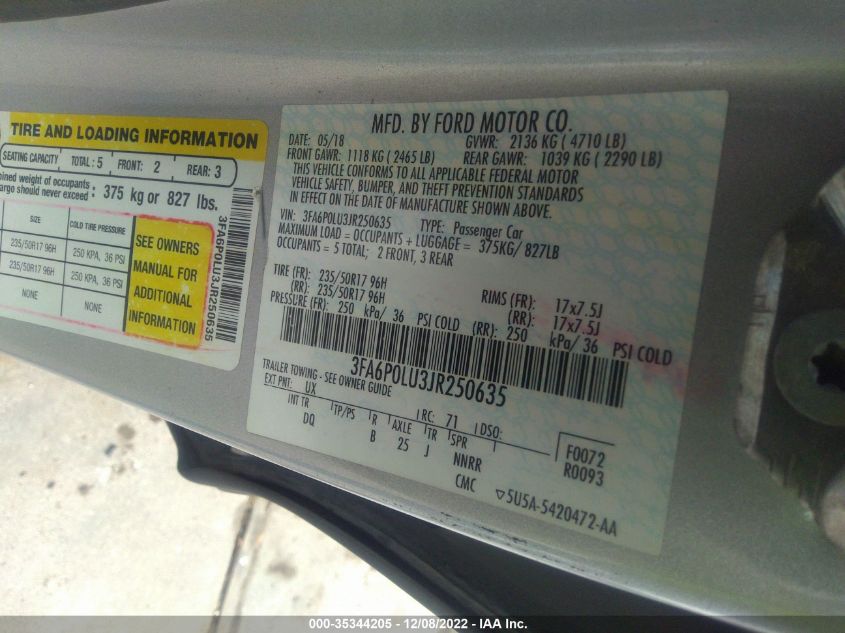 TIRE AND LOADING INFORMATION
SEATING CAPACITY TOTAL : 5 FRONT: 2 REAR: 3
weight of occupants
should never exceed : 375 kg or 827 lbs.
SIZE COLD TIRE PRESSURE
235/50R17 96H 250 KPA, 36 PSI
235/50R17 96H 250 KPA, 36 PSI
NONE NONE
SEE OWNERS
MANUAL FOR
ADDITIONAL
INFORMATION
3FA6P0LU3JR250635
MFD. BY FORD MOTOR CO.
DATE: 05/18 GVWR: 2136 KG ( 4710 LB)
FRONT GAWR: 1118 KG ( 2465 LB) REAR GAWR: 1039 KG ( 2290 LB)
THIS VEHICLE CONFORMS TO ALL APPLICABLE FEDERAL MOTOR
VEHICLE SAFETY, BUMPER, AND THEFT PREVENTION STANDARDS
IN EFFECT ON THE DATE OF MANUFACTURE SHOWN ABOVE.
VIN: 3FA6P0LU3JR250635 TYPE: Passenger Car
MAXIMUM LOAD = OCCUPANTS + LUGGAGE = 375KG/ 827LB
OCCUPANTS = 5 TOTAL; 2 FRONT, 3 REAR
TIRE (FR): 235/50R17 96H RIMS (FR): 17x7.5J
(RR): 235/50R17 96H (RR): 17x7.5J
PRESSURE (FR): 250 kPa/ 36 PSI COLD (RR): 250 kPa/ 36 PSI COLD
3FA6P0LU3JR250635
TRAILER TOWING - SEE OWNER GUIDE
EXT PNT: UX RC: 71 DSO:
INT TR TP/PS R AXLE TR SPR
DQ B 25 J NNRR
CMC
F0072
R0093
▽5U5A-5420472-AA
000-35344205 - 12/08/2022 - IAA Inc.